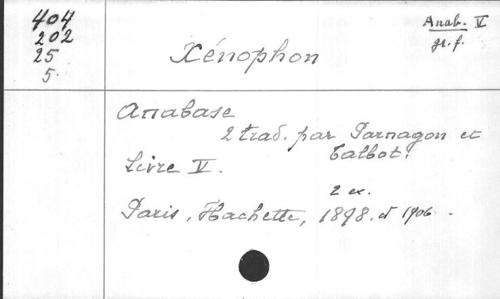 404
202
25
5.
Anab. V
gr. f.
Xénophon
Anabase
2 trad. par Parnagon et
Talbot.
Livre V.
2 ex.
Paris, Hachette, 1898. et 1906.